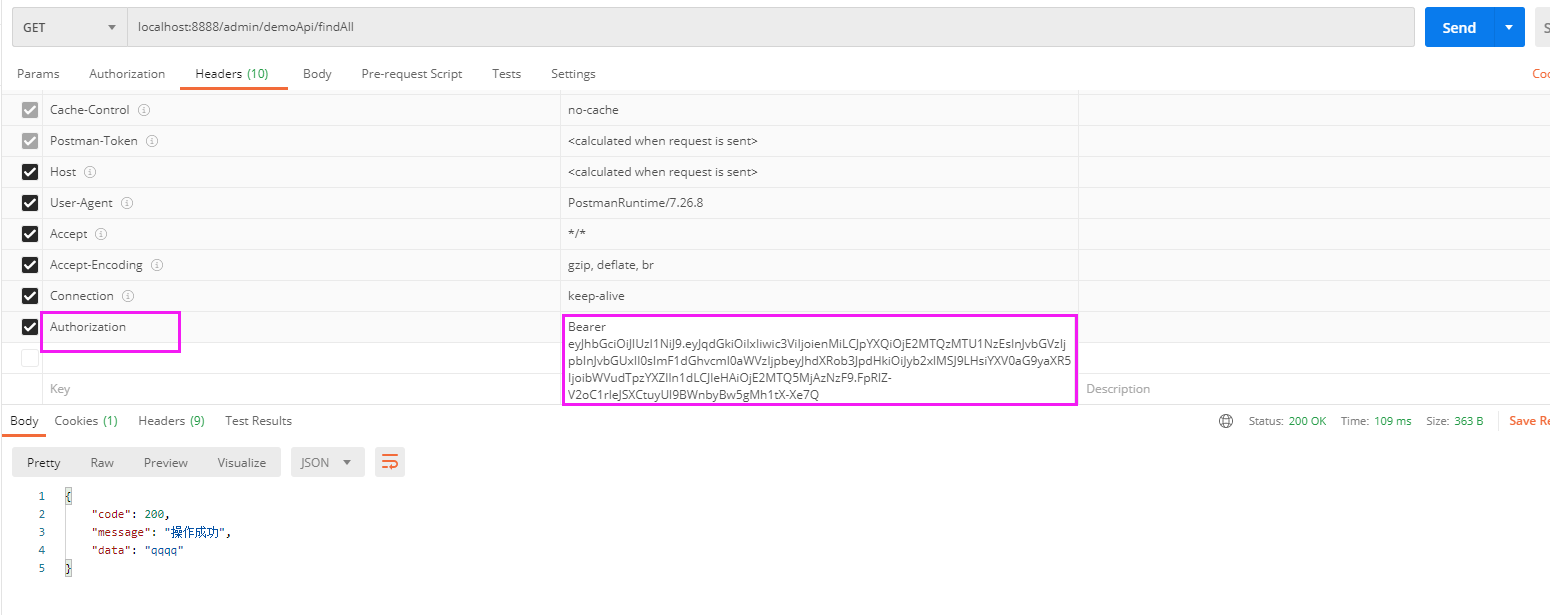 GET localhost:8888/admin/demoApi/findAll Send S
Params Authorization Headers (10) Body Pre-request Script Tests Settings Coo
Cache-Control no-cache
Postman-Token <calculated when request is sent>
Host <calculated when request is sent>
User-Agent PostmanRuntime/7.26.8
Accept */*
Accept-Encoding gzip, deflate, br
Connection keep-alive
Authorization Bearer
eyJhbGciOiJIUzI1NiJ9.eyJqdGkiOiIxIiwic3ViIjoienMiLCJpYXQiOjE2MTQzMTU1NzEsInJvbGVzIj
pbInJvbGUxIl0sImF1dGhvcml0aWVzIjpbeyJhdXRob3JpdHkiOiJyb2xlMSJ9LHsiYXV0aG9yaXR5
IjoibWVudTpzYXZlIn1dLCJleHAiOjE2MTQ5MjAzNzF9.FpRlZ-
V2oC1rIeJSXCtuyUl9BWnbyBw5gMh1tX-Xe7Q
Key Description
Body Cookies (1) Headers (9) Test Results Status: 200 OK Time: 109 ms Size: 363 B Save Re
Pretty Raw Preview Visualize JSON
1 {
2 "code": 200,
3 "message": "操作成功",
4 "data": "qqqq"
5 }